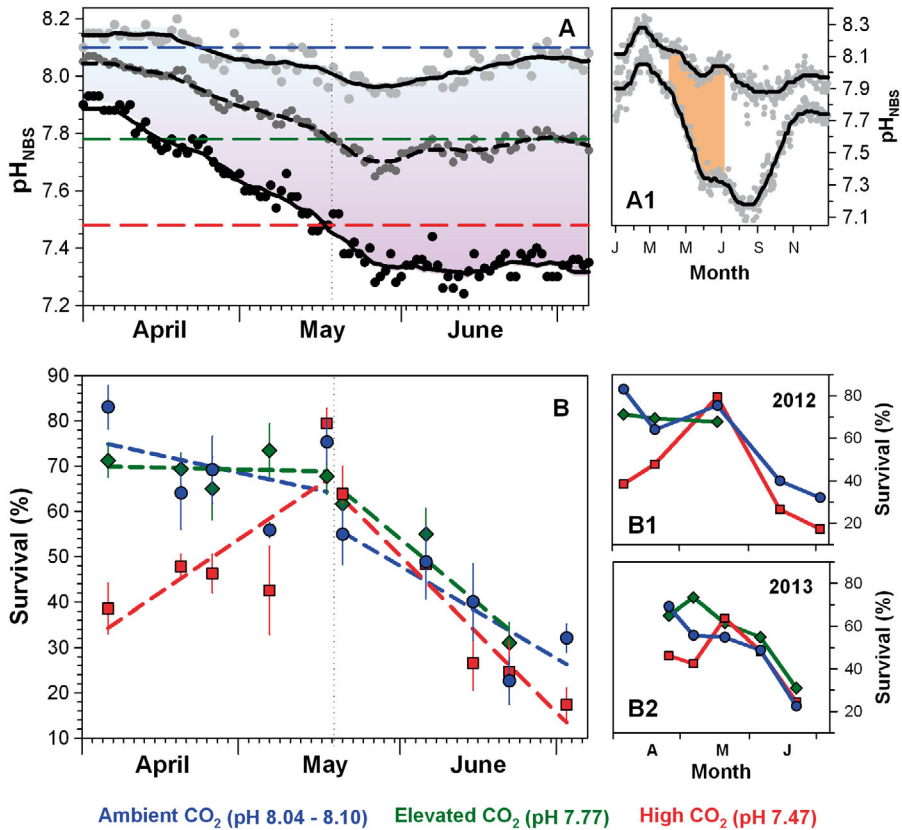 A
pH NBS
8.2
8.0
7.8
7.6
7.4
7.2
April May June
A1
pH NBS
8.3
8.1
7.9
7.7
7.5
7.3
7.1
J M M J S N
Month
B
Survival (%)
90
80
70
60
50
40
30
20
10
April May June
2012
B1
Survival (%)
80
60
40
20
2013
B2
Survival (%)
80
60
40
20
A M J
Month
Ambient CO₂ (pH 8.04 - 8.10) Elevated CO₂ (pH 7.77) High CO₂ (pH 7.47)